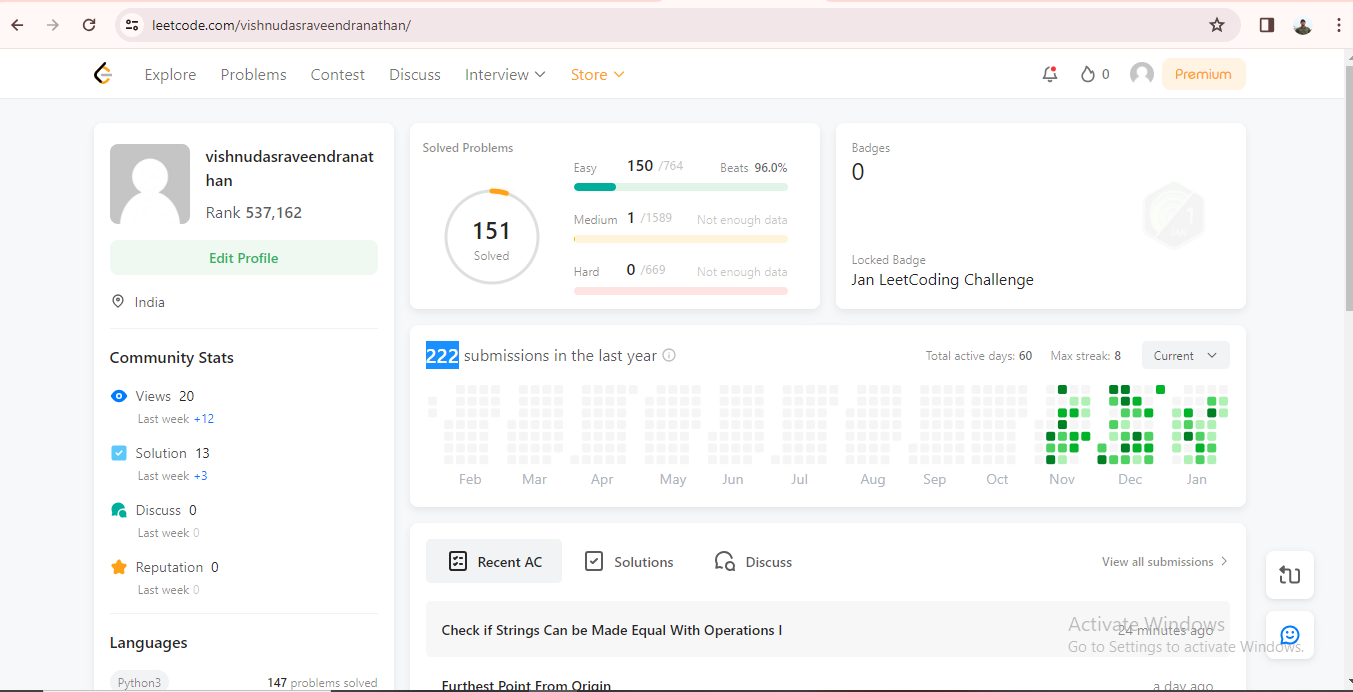 leetcode.com/vishnudasraveendranathan/
Explore Problems Contest Discuss Interview Store 0 Premium
vishnudasraveendranat
han
Rank 537,162
Edit Profile
India
Community Stats
Views 20
Last week +12
Solution 13
Last week +3
Discuss 0
Last week 0
Reputation 0
Last week 0
Languages
Python3 147 problems solved
Solved Problems
151
Solved
Easy 150 /764 Beats 96.0%
Medium 1 /1589 Not enough data
Hard 0 /669 Not enough data
Badges
0
Locked Badge
Jan LeetCoding Challenge
222 submissions in the last year Total active days: 60 Max streak: 8 Current
Feb Mar Apr May Jun Jul Aug Sep Oct Nov Dec Jan
Recent AC Solutions Discuss View all submissions
Check if Strings Can be Made Equal With Operations I 24 minutes ago
Furthest Point From Origin a day ago
Activate Windows
Go to Settings to activate Windows.